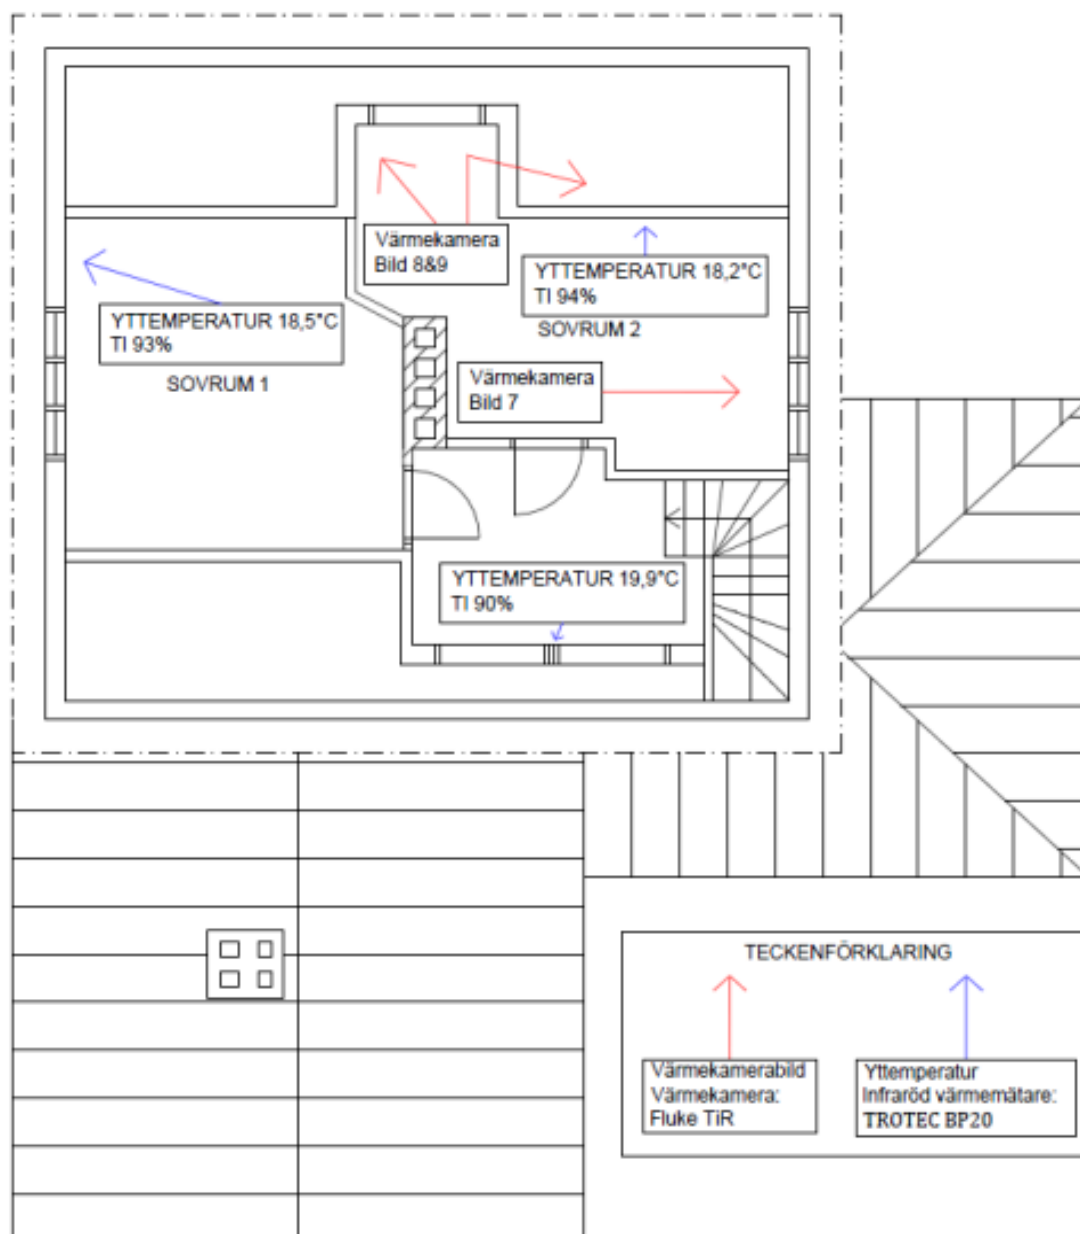 Värmekamera
Bild 8&9
YTTEMPERATUR 18,2°C
TI 94%
YTTEMPERATUR 18,5°C
TI 93%
SOVRUM 2
SOVRUM 1
Värmekamera
Bild 7
YTTEMPERATUR 19,9°C
TI 90%
TECKENFÖRKLARING
Värmekamerabild
Värmekamera:
Fluke TiR
Yttemperatur
Infraröd värmemätare:
TROTEC BP20